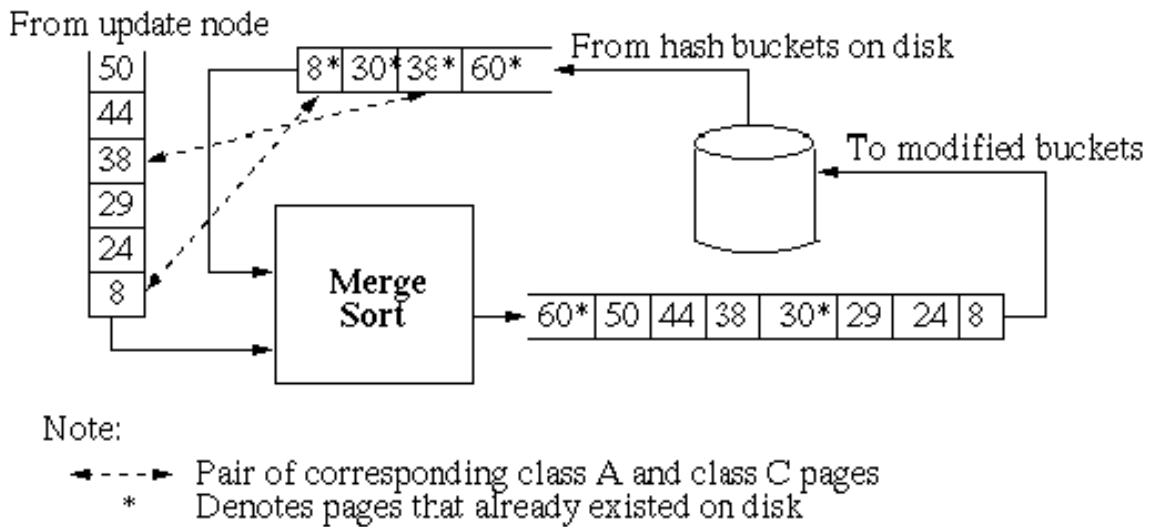 From update node
50
44
38
29
24
8
8* 30* 38* 60*
From hash buckets on disk
To modified buckets
Merge
Sort
60* 50 44 38 30* 29 24 8
Note:
Pair of corresponding class A and class C pages
* Denotes pages that already existed on disk